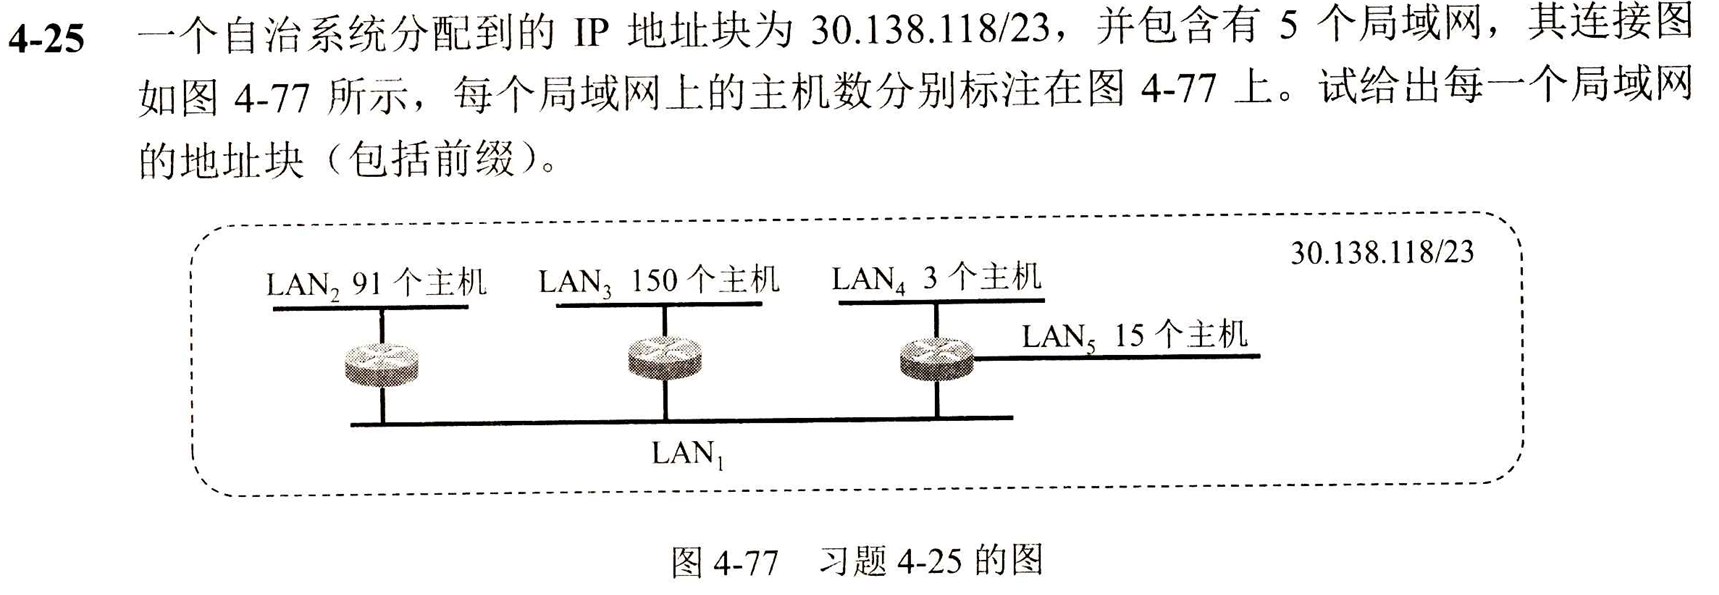 4-25 一个自治系统分配到的 IP 地址块为 30.138.118/23，并包含有 5 个局域网，其连接图
如图 4-77 所示，每个局域网上的主机数分别标注在图 4-77 上。试给出每一个局域网
的地址块（包括前缀）。
30.138.118/23
LAN₂ 91 个主机 LAN₃ 150 个主机 LAN₄ 3 个主机
LAN₅ 15 个主机
LAN₁
图 4-77 习题 4-25 的图